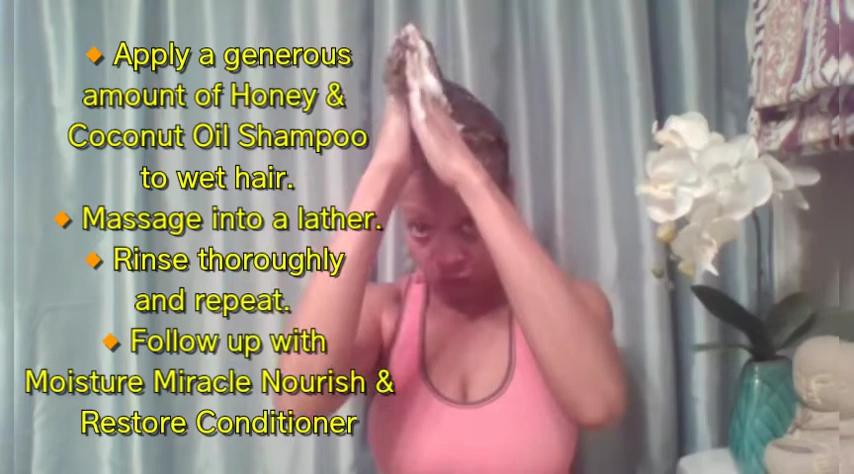 🔸 Apply a generous
amount of Honey &
Coconut Oil Shampoo
to wet hair.
🔸 Massage into a lather.
🔸 Rinse thoroughly
and repeat.
🔸 Follow up with
Moisture Miracle Nourish &
Restore Conditioner